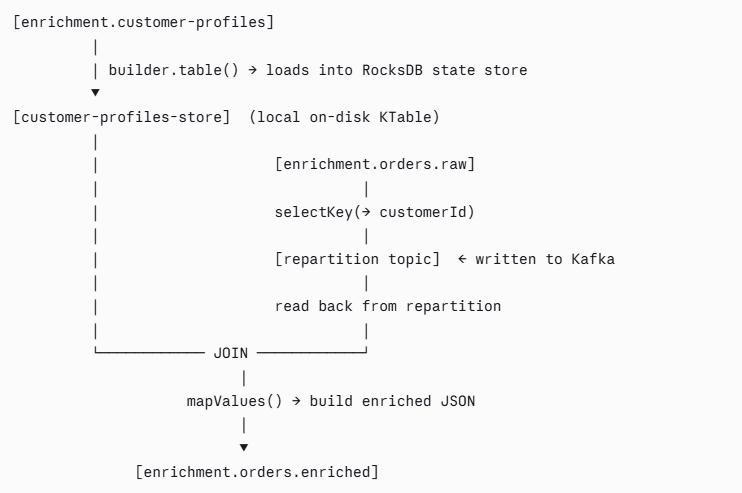 [enrichment.customer-profiles]
builder.table() → loads into RocksDB state store
[customer-profiles-store] (local on-disk KTable)
[enrichment.orders.raw]
selectKey(→ customerId)
[repartition topic] ← written to Kafka
read back from repartition
JOIN
mapValues() → build enriched JSON
[enrichment.orders.enriched]